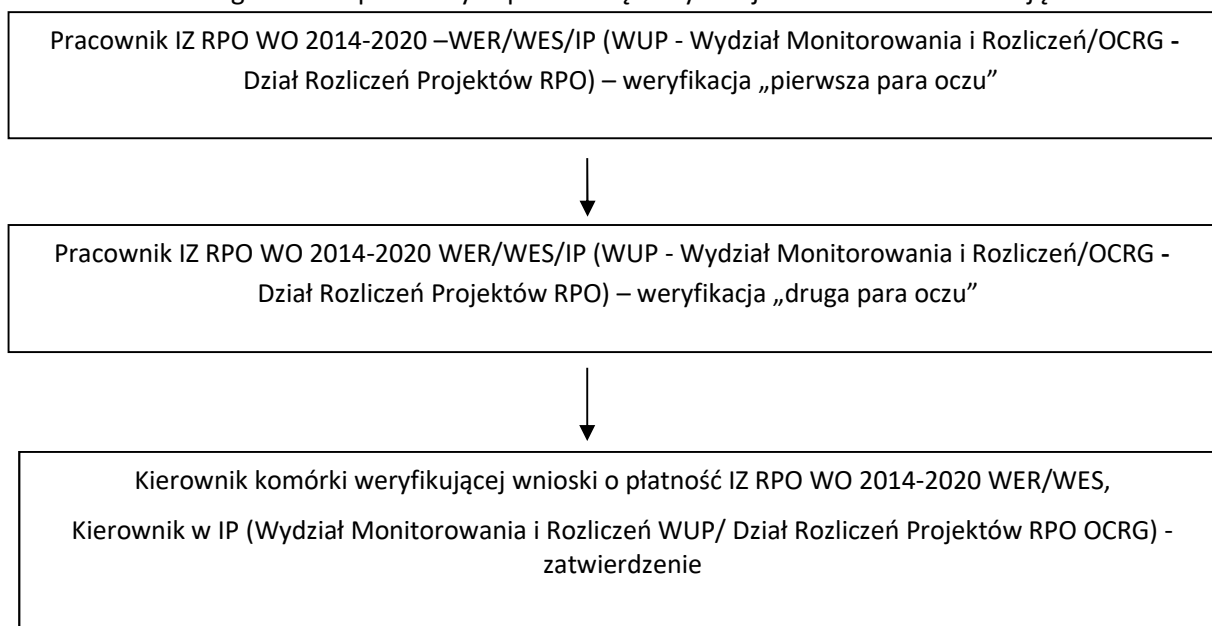 Pracownik IZ RPO WO 2014-2020 –WER/WES/IP (WUP - Wydział Monitorowania i Rozliczeń/OCRG -
Dział Rozliczeń Projektów RPO) – weryfikacja „pierwsza para oczu”
Pracownik IZ RPO WO 2014-2020 WER/WES/IP (WUP - Wydział Monitorowania i Rozliczeń/OCRG -
Dział Rozliczeń Projektów RPO) – weryfikacja „druga para oczu”
Kierownik komórki weryfikującej wnioski o płatność IZ RPO WO 2014-2020 WER/WES,
Kierownik w IP (Wydział Monitorowania i Rozliczeń WUP/ Dział Rozliczeń Projektów RPO OCRG) -
zatwierdzenie